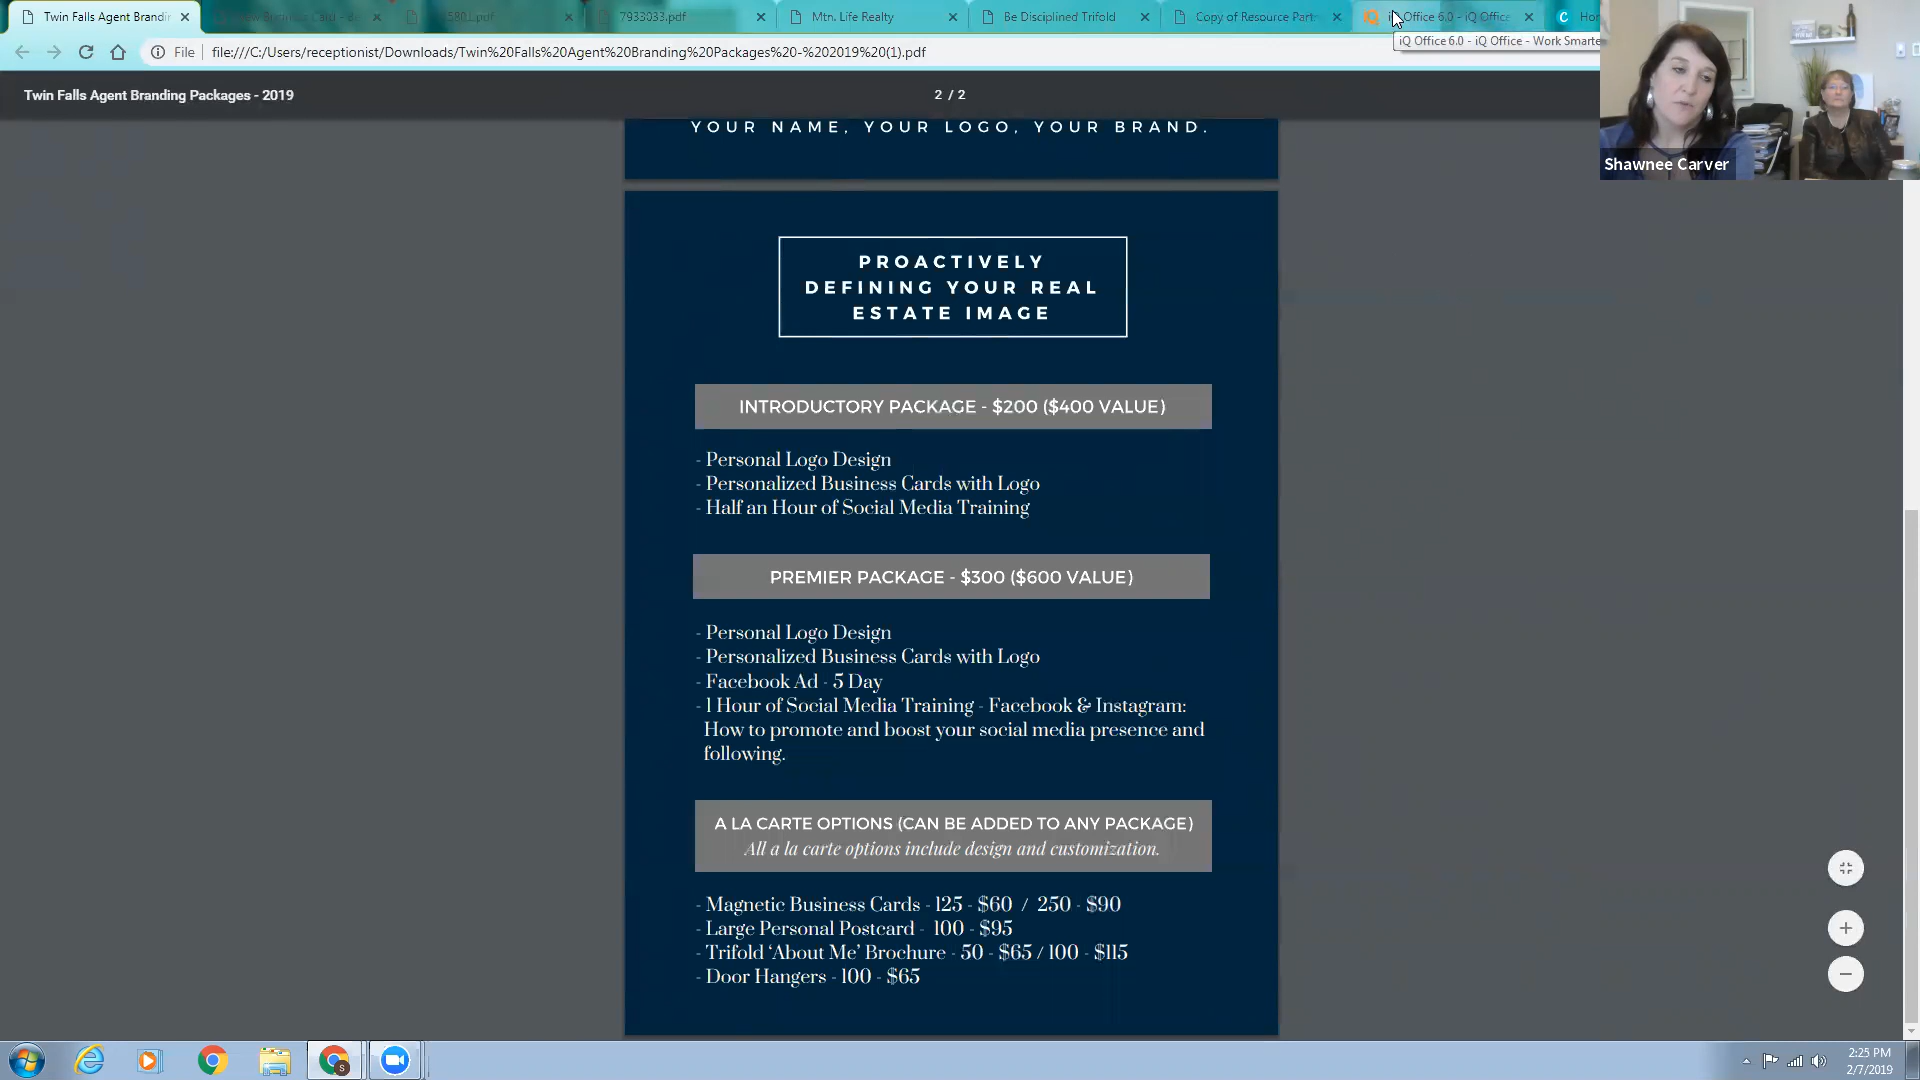 Twin Falls Agent Brandin
7933033.pdf
Mtn. Life Realty
Be Disciplined Trifold
Copy of Resource Part
iQ Office 6.0 - iQ Office
Hon
File
file:///C:/Users/receptionist/Downloads/Twin%20Falls%20Agent%20Branding%20Packages%20-%202019%20(1).pdf
iQ Office 6.0 - iQ Office - Work Smarte
Twin Falls Agent Branding Packages - 2019
2 / 2
YOUR NAME, YOUR LOGO, YOUR BRAND.
Shawnee Carver
PROACTIVELY
DEFINING YOUR REAL
ESTATE IMAGE
INTRODUCTORY PACKAGE - $200 ($400 VALUE)
- Personal Logo Design
- Personalized Business Cards with Logo
- Half an Hour of Social Media Training
PREMIER PACKAGE - $300 ($600 VALUE)
- Personal Logo Design
- Personalized Business Cards with Logo
- Facebook Ad - 5 Day
- 1 Hour of Social Media Training - Facebook & Instagram:
How to promote and boost your social media presence and
following.
A LA CARTE OPTIONS (CAN BE ADDED TO ANY PACKAGE)
All a la carte options include design and customization.
- Magnetic Business Cards - 125 - $60 / 250 - $90
- Large Personal Postcard - 100 - $95
- Trifold ‘About Me’ Brochure - 50 - $65 / 100 - $115
- Door Hangers - 100 - $65
2:25 PM
2/7/2019